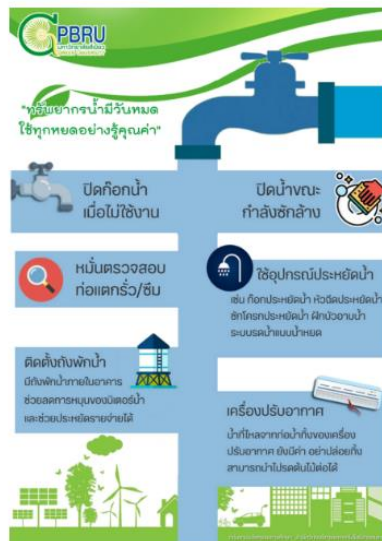 PBRU
"ทรัพยากรน้ำมีวันหมด
ใช้ทุกหยดอย่างรู้คุณค่า"
ปิดก๊อกน้ำ
เมื่อไม่ใช้งาน
ปิดน้ำขณะ
กำลังซักล้าง
หมั่นตรวจสอบ
ท่อแตกรั่ว/ซึม
ใช้อุปกรณ์ประหยัดน้ำ
เช่น ก๊อกประหยัดน้ำ หัวฉีดประหยัดน้ำ
ชักโครกประหยัดน้ำ ฝักบัวอาบน้ำ
ระบบรดน้ำแบบน้ำหยด
ติดตั้งถังพักน้ำ
มีถังพักน้ำภายในอาคาร
ช่วยลดการหมุนของมิเตอร์น้ำ
และช่วยประหยัดรายจ่ายได้
เครื่องปรับอากาศ
น้ำที่ไหลจากท่อน้ำทิ้งของเครื่อง
ปรับอากาศ ยังมีค่า อย่าปล่อยทิ้ง
สามารถนำไปรดต้นไม้ต่อได้